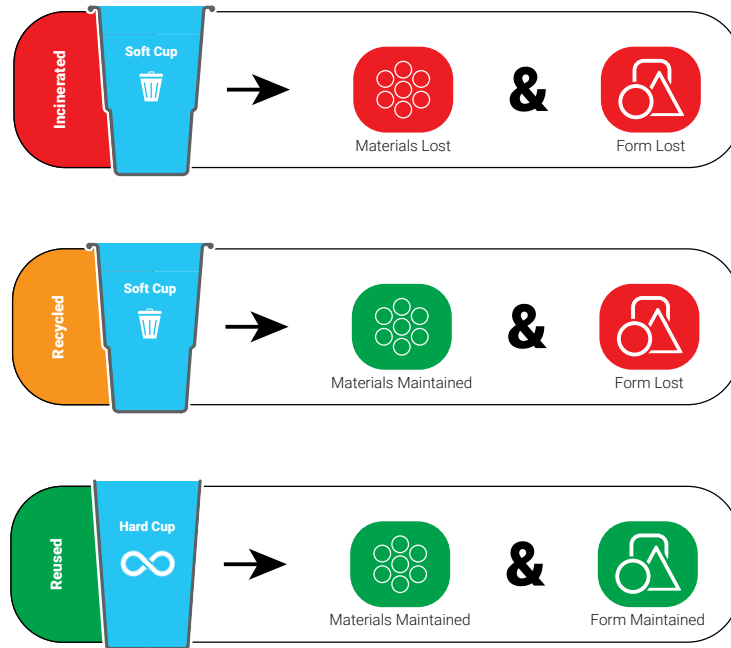 Incinerated
Soft Cup
&
Materials Lost
Form Lost
Recycled
Soft Cup
&
Materials Maintained
Form Lost
Reused
Hard Cup
&
Materials Maintained
Form Maintained